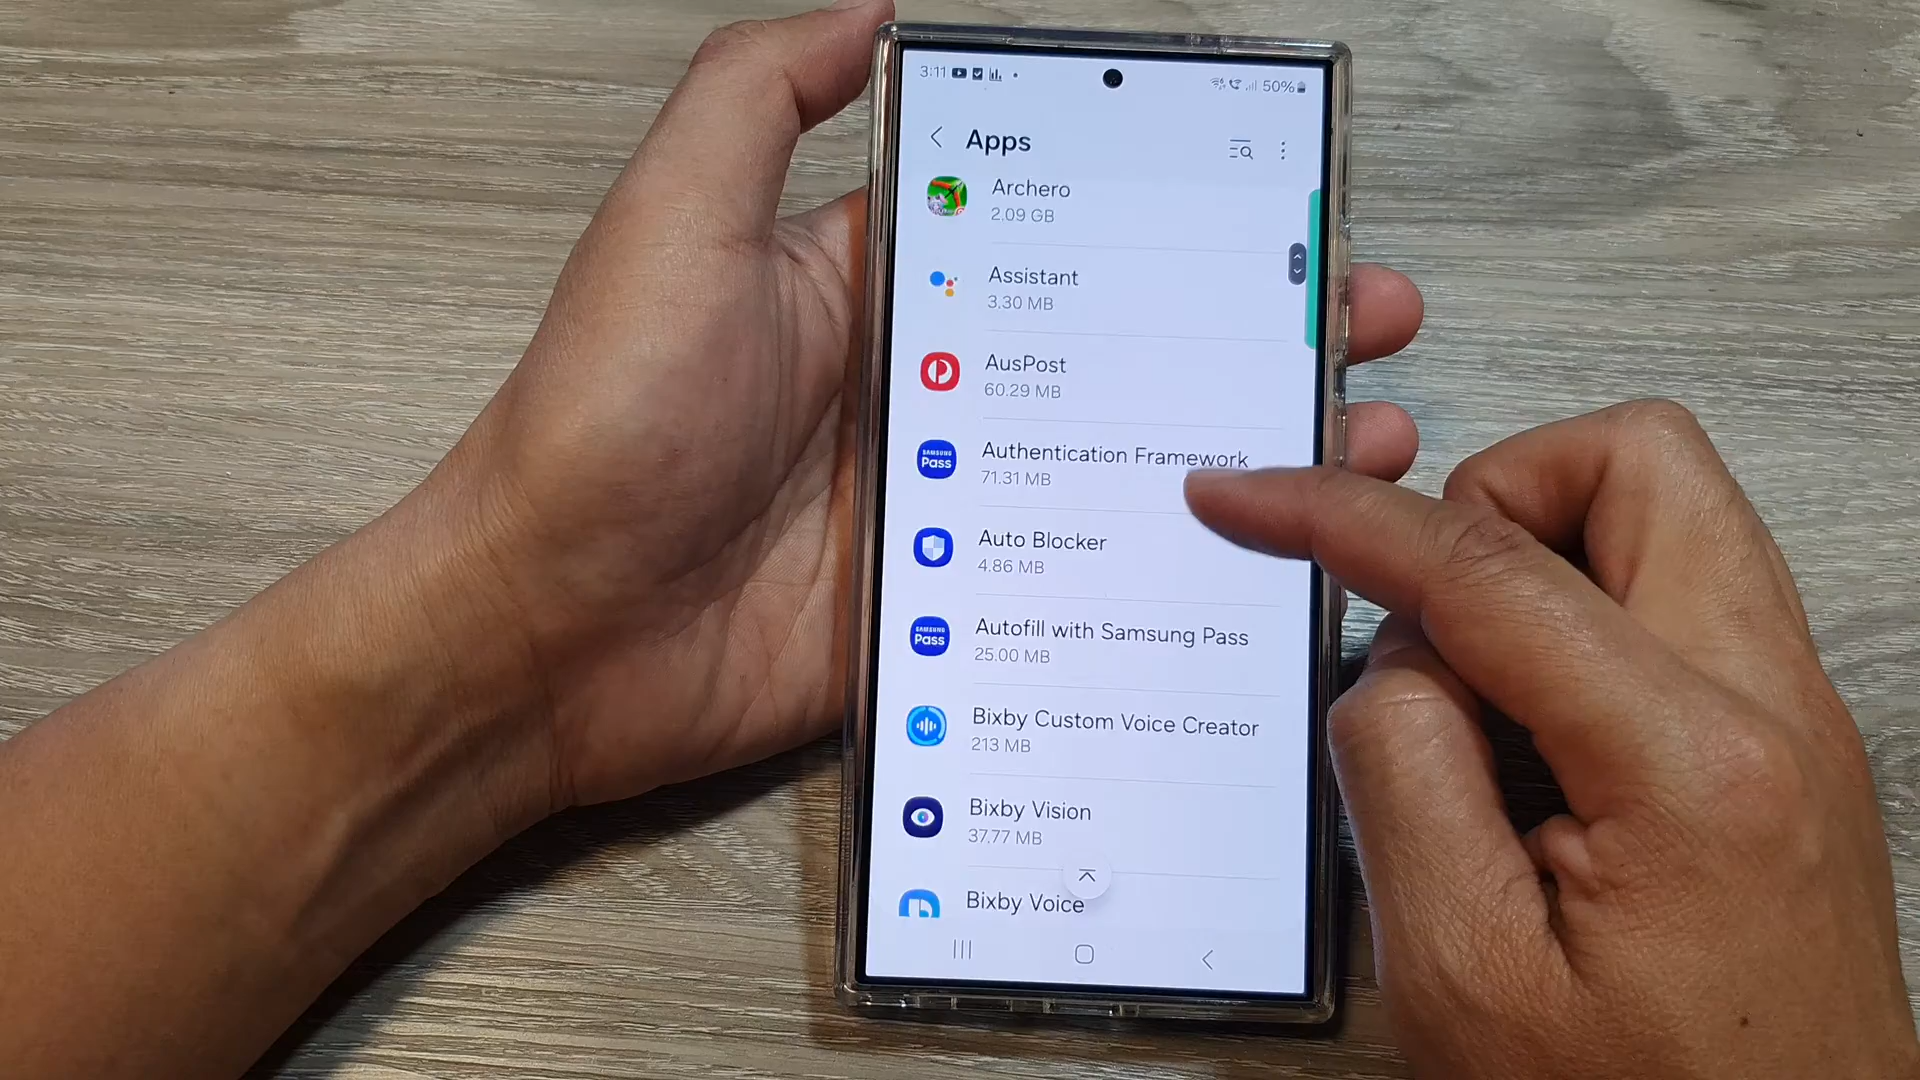 3:11
50%
Apps
Archero
2.09 GB
Assistant
3.30 MB
AusPost
60.29 MB
SAMSUNG
Pass
Authentication Framework
71.31 MB
Auto Blocker
4.86 MB
SAMSUNG
Pass
Autofill with Samsung Pass
25.00 MB
Bixby Custom Voice Creator
213 MB
Bixby Vision
37.77 MB
Bixby Voice